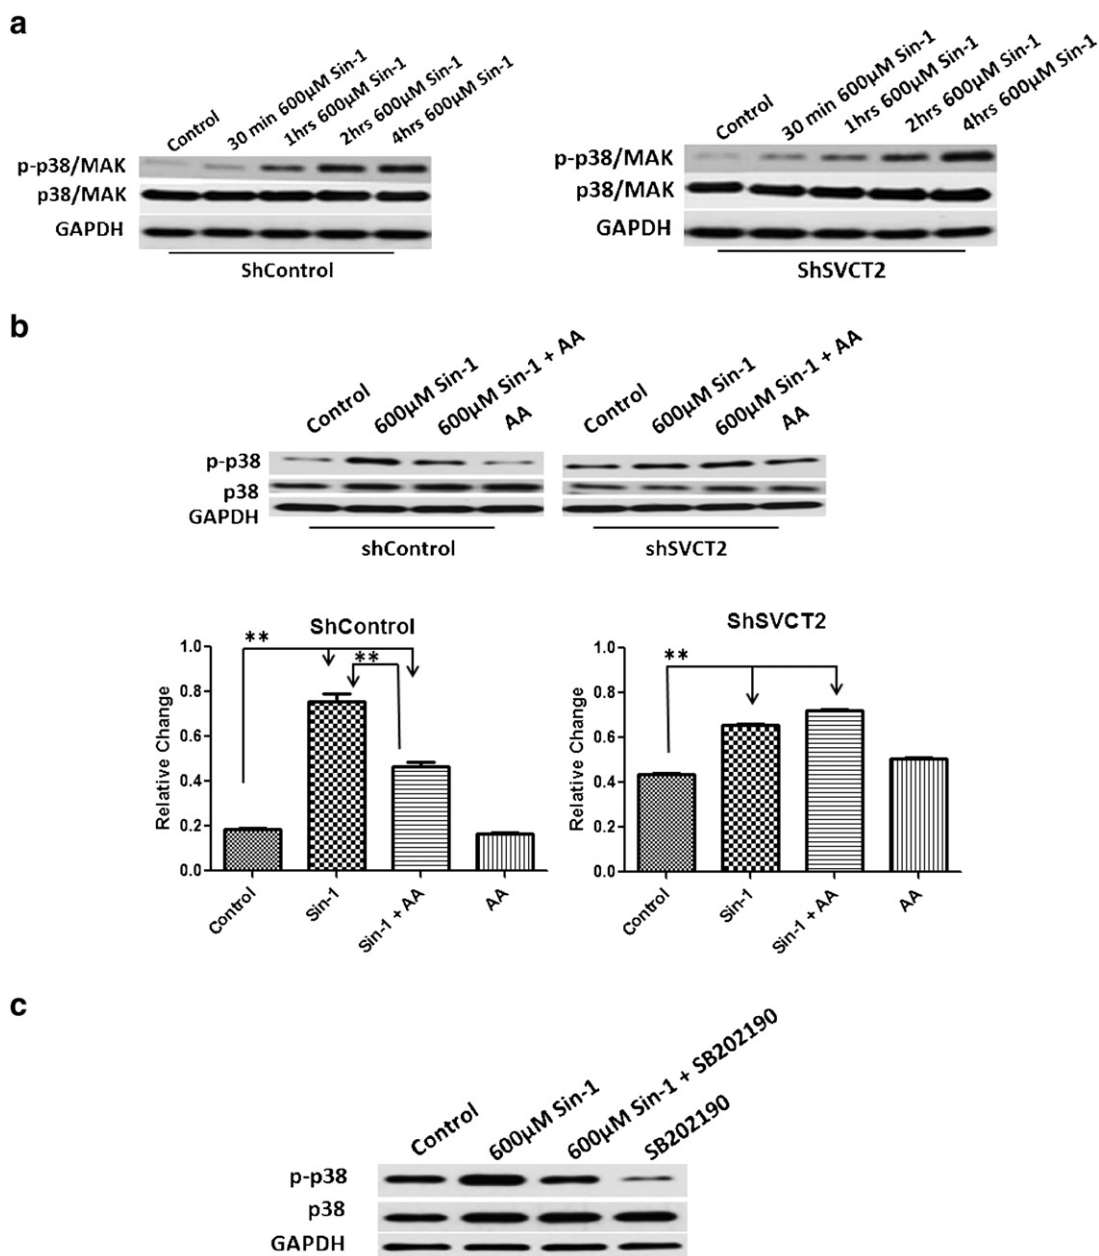 a
Control
30 min 600µM Sin-1
1hrs 600µM Sin-1
2hrs 600µM Sin-1
4hrs 600µM Sin-1
p-p38/MAK
p38/MAK
GAPDH
ShControl
Control
30 min 600µM Sin-1
1hrs 600µM Sin-1
2hrs 600µM Sin-1
4hrs 600µM Sin-1
p-p38/MAK
p38/MAK
GAPDH
ShSVCT2
b
Control
600µM Sin-1
600µM Sin-1 + AA
AA
Control
600µM Sin-1
600µM Sin-1 + AA
AA
p-p38
p38
GAPDH
shControl
shSVCT2
ShControl
**
**
Relative Change
1.0
0.8
0.6
0.4
0.2
0.0
Control
Sin-1
Sin-1 + AA
AA
ShSVCT2
**
Relative Change
1.0
0.8
0.6
0.4
0.2
0.0
Control
Sin-1
Sin-1 + AA
AA
c
Control
600µM Sin-1
600µM Sin-1 + SB202190
SB202190
p-p38
p38
GAPDH